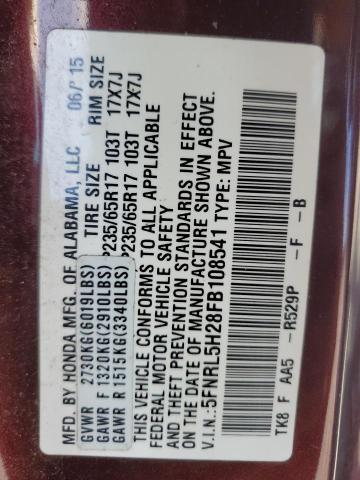 MFD. BY HONDA MFG. OF ALABAMA, LLC 06/15
GVWR 2730KG(6019LBS) TIRE SIZE RIM SIZE
GAWR F 1320KG(2910LBS) P235/65R17 103T 17X7J
GAWR R 1515KG(3340LBS) P235/65R17 103T 17X7J
THIS VEHICLE CONFORMS TO ALL APPLICABLE
FEDERAL MOTOR VEHICLE SAFETY
AND THEFT PREVENTION STANDARDS IN EFFECT
ON THE DATE OF MANUFACTURE SHOWN ABOVE.
V.I.N.:5FNRL5H28FB108541 TYPE: MPV
TK8 F AA5 -R529P -F -B